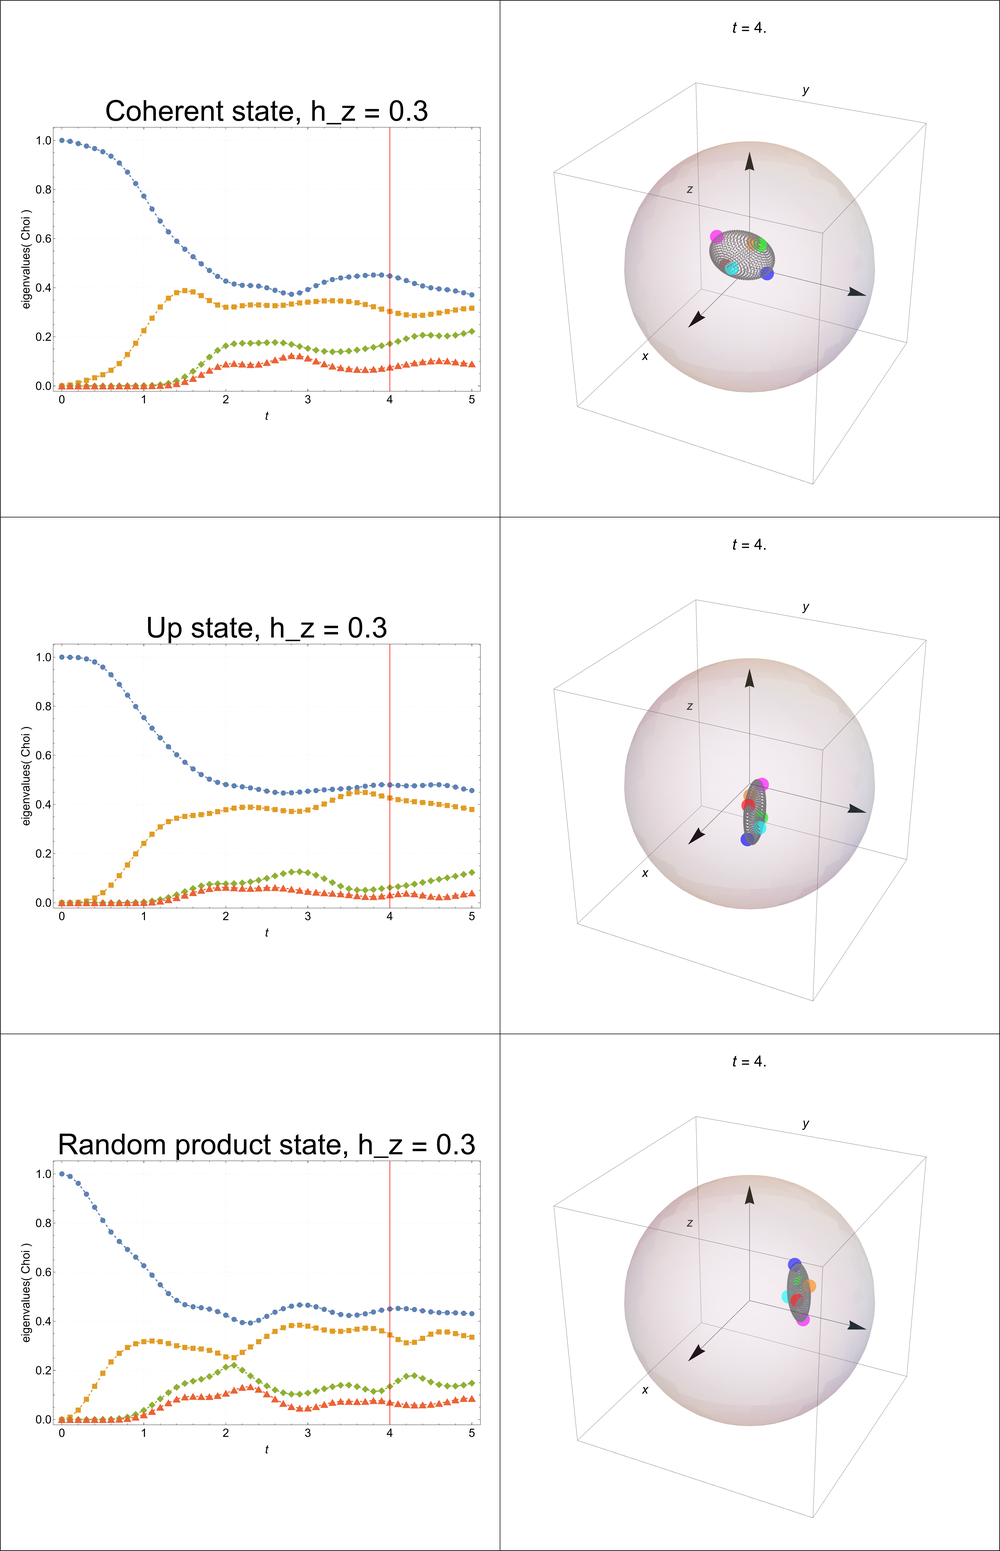 Coherent state, h_z = 0.3
eigenvalues( Choi )
1.0
0.8
0.6
0.4
0.2
0.0
0 1 2 3 4 5
t
t = 4.
y
z
x
Up state, h_z = 0.3
eigenvalues( Choi )
1.0
0.8
0.6
0.4
0.2
0.0
0 1 2 3 4 5
t
t = 4.
y
z
x
Random product state, h_z = 0.3
eigenvalues( Choi )
1.0
0.8
0.6
0.4
0.2
0.0
0 1 2 3 4 5
t
t = 4.
y
z
x